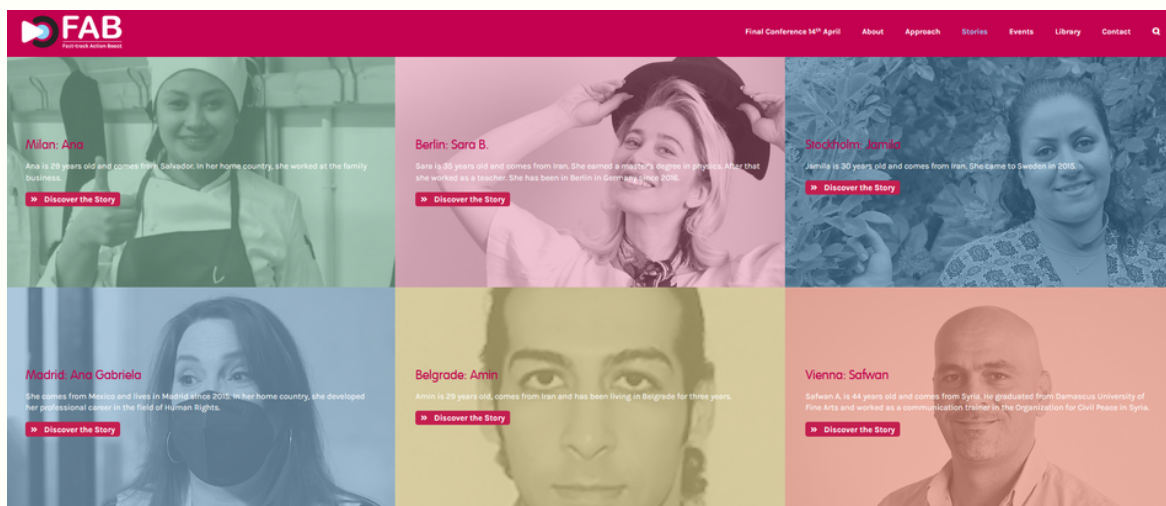 FAB
Fast-track Action Boost
Final Conference 14th April
About
Approach
Stories
Events
Library
Contact
Milan: Ana
Ana is 29 years old and comes from Salvador. In her home country, she worked at the family
business.
» Discover the Story
Berlin: Sara B.
Sara is 35 years old and comes from Iran. She earned a master's degree in physics. After that
she worked as a teacher. She has been in Berlin in Germany since 2016.
» Discover the Story
Stockholm: Jamila
Jamila is 30 years old and comes from Iran. She came to Sweden in 2015.
» Discover the Story
Madrid: Ana Gabriela
She comes from Mexico and lives in Madrid since 2015. In her home country, she developed
her professional career in the field of Human Rights.
» Discover the Story
Belgrade: Amin
Amin is 29 years old, comes from Iran and has been living in Belgrade for three years.
» Discover the Story
Vienna: Safwan
Safwan A. is 44 years old and comes from Syria. He graduated from Damascus University of
Fine Arts and worked as a communication trainer in the Organization for Civil Peace in Syria.
» Discover the Story